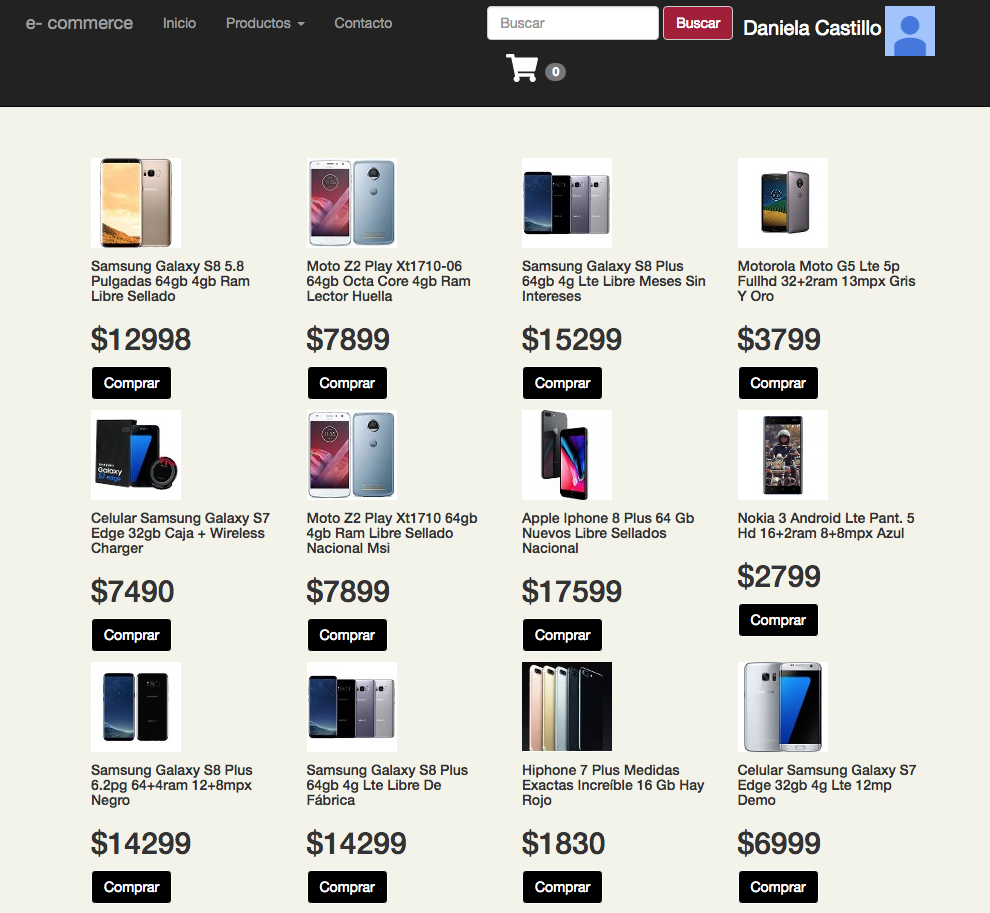 e- commerce Inicio Productos Contacto Buscar Buscar Daniela Castillo
0
Samsung Galaxy S8 5.8
Pulgadas 64gb 4gb Ram
Libre Sellado
$12998
Comprar
Moto Z2 Play Xt1710-06
64gb Octa Core 4gb Ram
Lector Huella
$7899
Comprar
Samsung Galaxy S8 Plus
64gb 4g Lte Libre Meses Sin
Intereses
$15299
Comprar
Motorola Moto G5 Lte 5p
Fullhd 32+2ram 13mpx Gris
Y Oro
$3799
Comprar
Galaxy
S7 edge
Celular Samsung Galaxy S7
Edge 32gb Caja + Wireless
Charger
$7490
Comprar
Moto Z2 Play Xt1710 64gb
4gb Ram Libre Sellado
Nacional Msi
$7899
Comprar
Apple Iphone 8 Plus 64 Gb
Nuevos Libre Sellados
Nacional
$17599
Comprar
Nokia 3 Android Lte Pant. 5
Hd 16+2ram 8+8mpx Azul
$2799
Comprar
Samsung Galaxy S8 Plus
6.2pg 64+4ram 12+8mpx
Negro
$14299
Comprar
Samsung Galaxy S8 Plus
64gb 4g Lte Libre De
Fábrica
$14299
Comprar
Hiphone 7 Plus Medidas
Exactas Increíble 16 Gb Hay
Rojo
$1830
Comprar
Celular Samsung Galaxy S7
Edge 32gb 4g Lte 12mp
Demo
$6999
Comprar